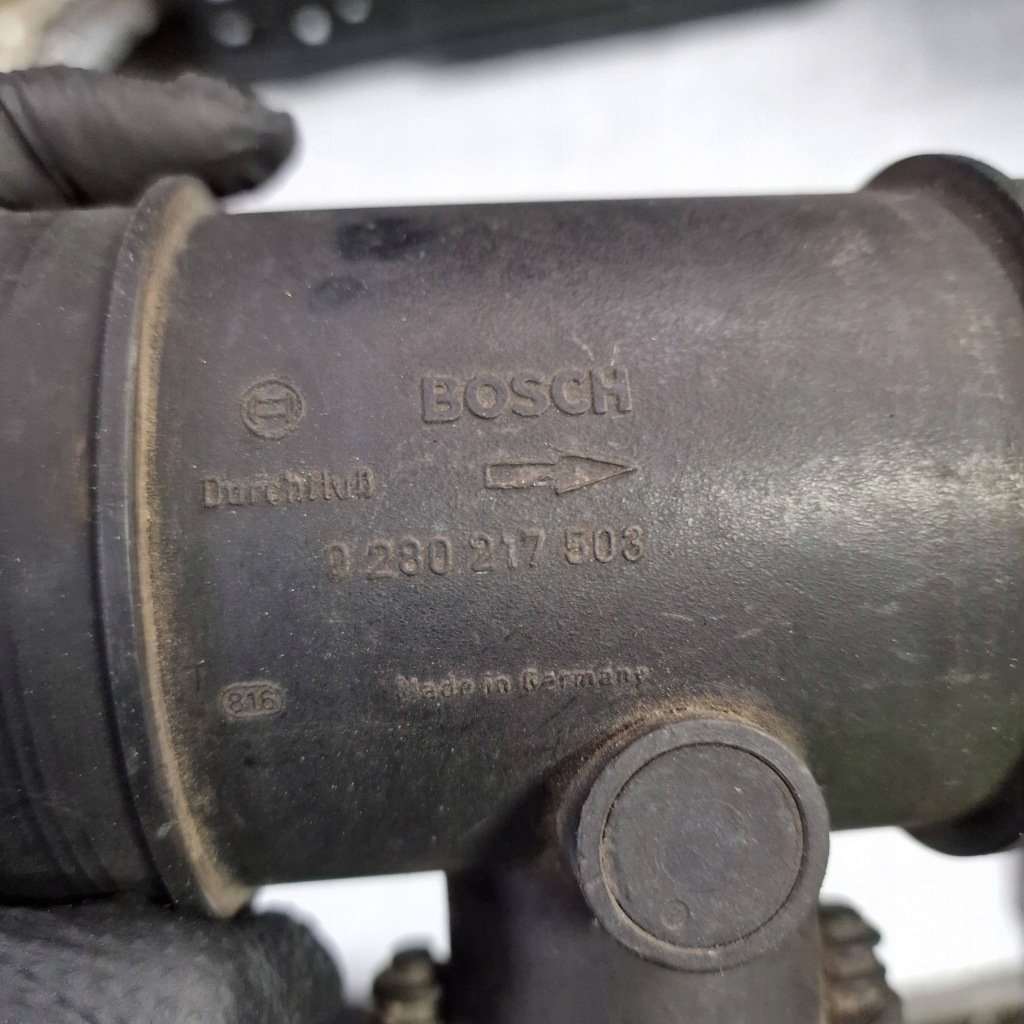 BOSCH
Durchfluß
0 280 217 503
Made in Germany
816